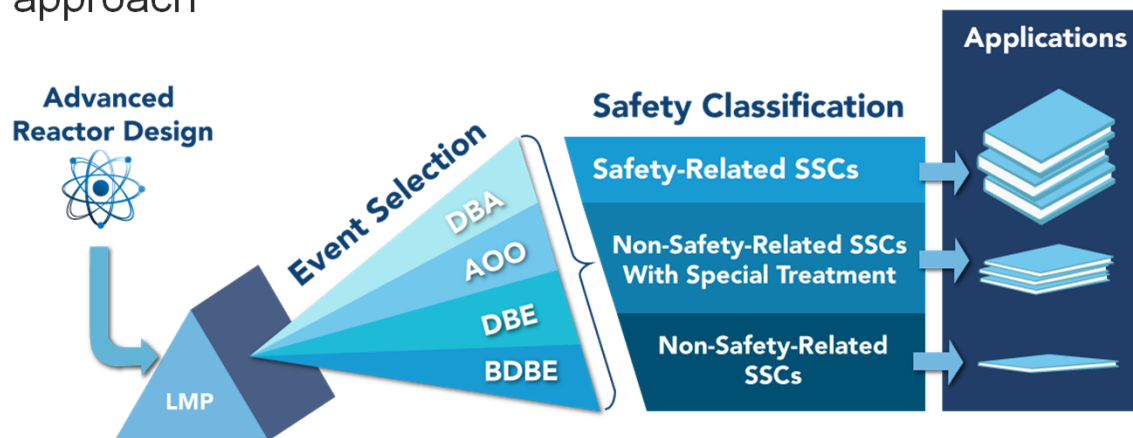 approach
Advanced
Reactor Design
LMP
Event Selection
DBA
AOO
DBE
BDBE
Safety Classification
Safety-Related SSCs
Non-Safety-Related SSCs
With Special Treatment
Non-Safety-Related
SSCs
Applications